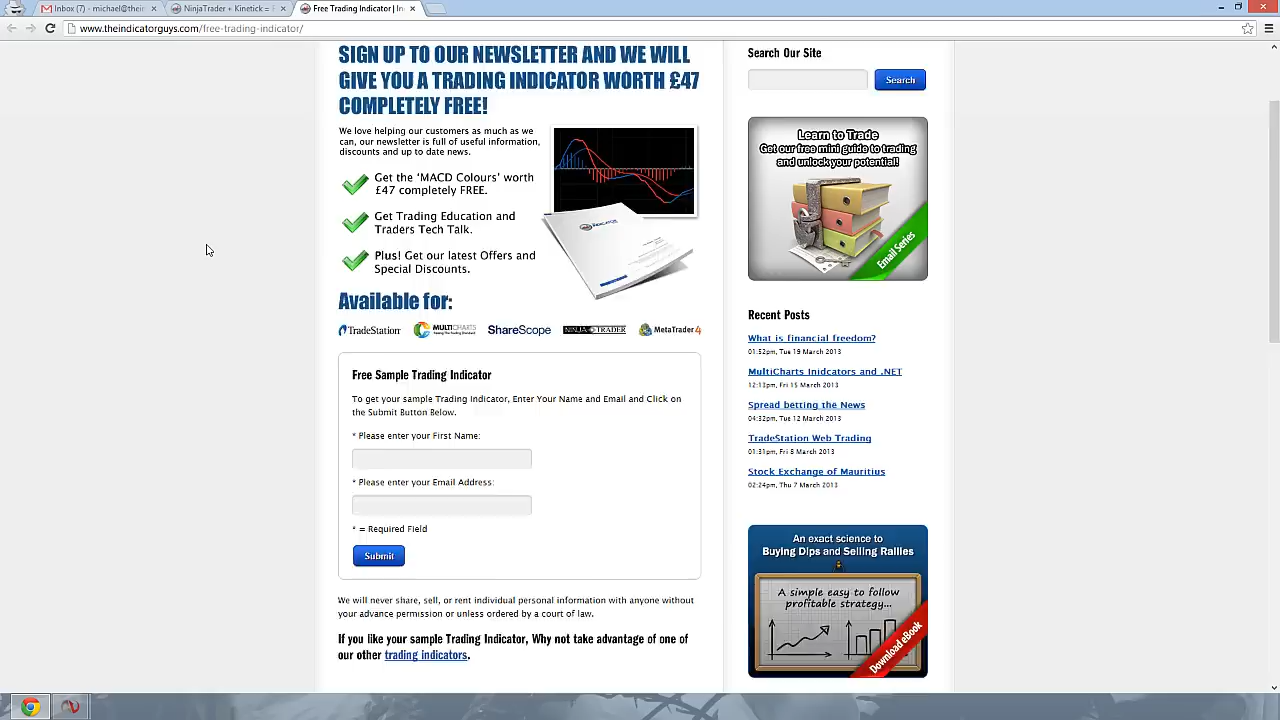 Inbox (7) - michael@their
NinjaTrader + Kinetick = F
Free Trading Indicator | In
www.theindicatorguys.com/free-trading-indicator/
SIGN UP TO OUR NEWSLETTER AND WE WILL
GIVE YOU A TRADING INDICATOR WORTH £47
COMPLETELY FREE!
We love helping our customers as much as we
can, our newsletter is full of useful information,
discounts and up to date news.
Get the 'MACD Colours' worth
£47 completely FREE.
Get Trading Education and
Traders Tech Talk.
Plus! Get our latest Offers and
Special Discounts.
Available for:
TradeStation
MULTICHARTS
ShareScope
NINJA TRADER
MetaTrader 4
Free Sample Trading Indicator
To get your sample Trading Indicator, Enter Your Name and Email and Click on
the Submit Button Below.
* Please enter your First Name:
* Please enter your Email Address:
* = Required Field
Submit
We will never share, sell, or rent individual personal information with anyone without
your advance permission or unless ordered by a court of law.
If you like your sample Trading Indicator, Why not take advantage of one of
our other trading indicators.
Search Our Site
Search
Learn to Trade
Get our free mini guide to trading
and unlock your potential!
Email Series
Recent Posts
What is financial freedom?
01:52pm, Tue 19 March 2013
MultiCharts Inidcators and .NET
12:13pm, Fri 15 March 2013
Spread betting the News
04:32pm, Tue 12 March 2013
TradeStation Web Trading
01:31pm, Fri 8 March 2013
Stock Exchange of Mauritius
02:24pm, Thu 7 March 2013
An exact science to
Buying Dips and Selling Rallies
A simple easy to follow
profitable strategy...
Download eBook